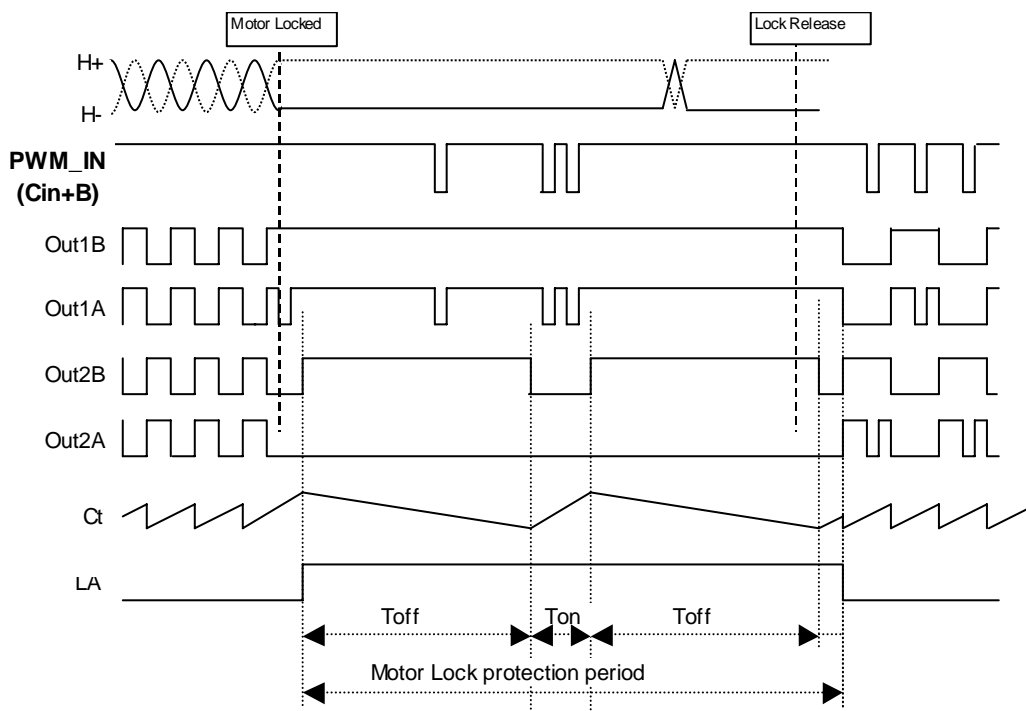 Motor Locked
Lock Release
H+
H-
PWM_IN
(Cin+B)
Out1B
Out1A
Out2B
Out2A
Ct
LA
Toff
Ton
Toff
Motor Lock protection period